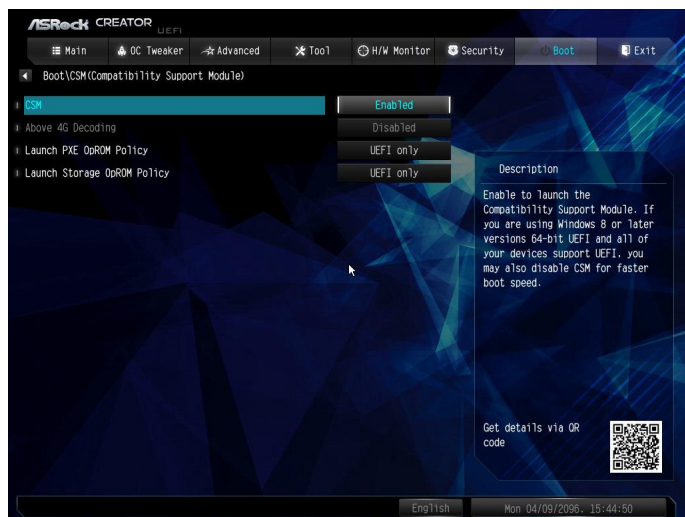 ASRock CREATOR UEFI
Main OC Tweaker Advanced Tool H/W Monitor Security Boot Exit
Boot\CSM(Compatibility Support Module)
CSM Enabled
Above 4G Decoding Disabled
Launch PXE OpROM Policy UEFI only
Launch Storage OpROM Policy UEFI only
Description
Enable to launch the
Compatibility Support Module. If
you are using Windows 8 or later
versions 64-bit UEFI and all of
your devices support UEFI, you
may also disable CSM for faster
boot speed.
Get details via QR
code
English Mon 04/09/2096. 15:44:50